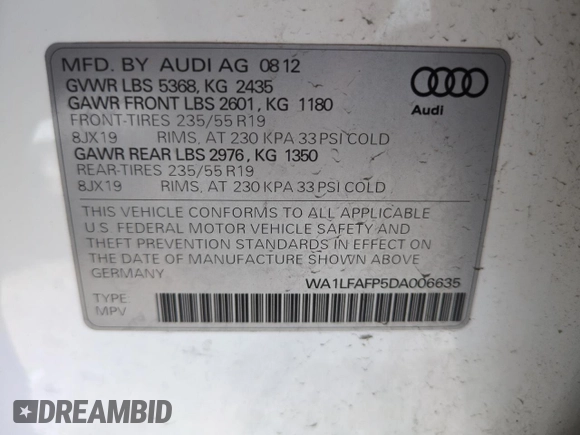 MFD. BY AUDI AG 0812
GVWR LBS 5368, KG 2435
GAWR FRONT LBS 2601, KG 1180
FRONT-TIRES 235/55 R19
8JX19 RIMS, AT 230 KPA 33 PSI COLD
GAWR REAR LBS 2976, KG 1350
REAR-TIRES 235/55 R19
8JX19 RIMS, AT 230 KPA 33 PSI COLD
Audi
THIS VEHICLE CONFORMS TO ALL APPLICABLE
U.S. FEDERAL MOTOR VEHICLE SAFETY AND
THEFT PREVENTION STANDARDS IN EFFECT ON
THE DATE OF MANUFACTURE SHOWN ABOVE
WA1LFAFP5DA006635
TYPE
MPV
DREAMBID